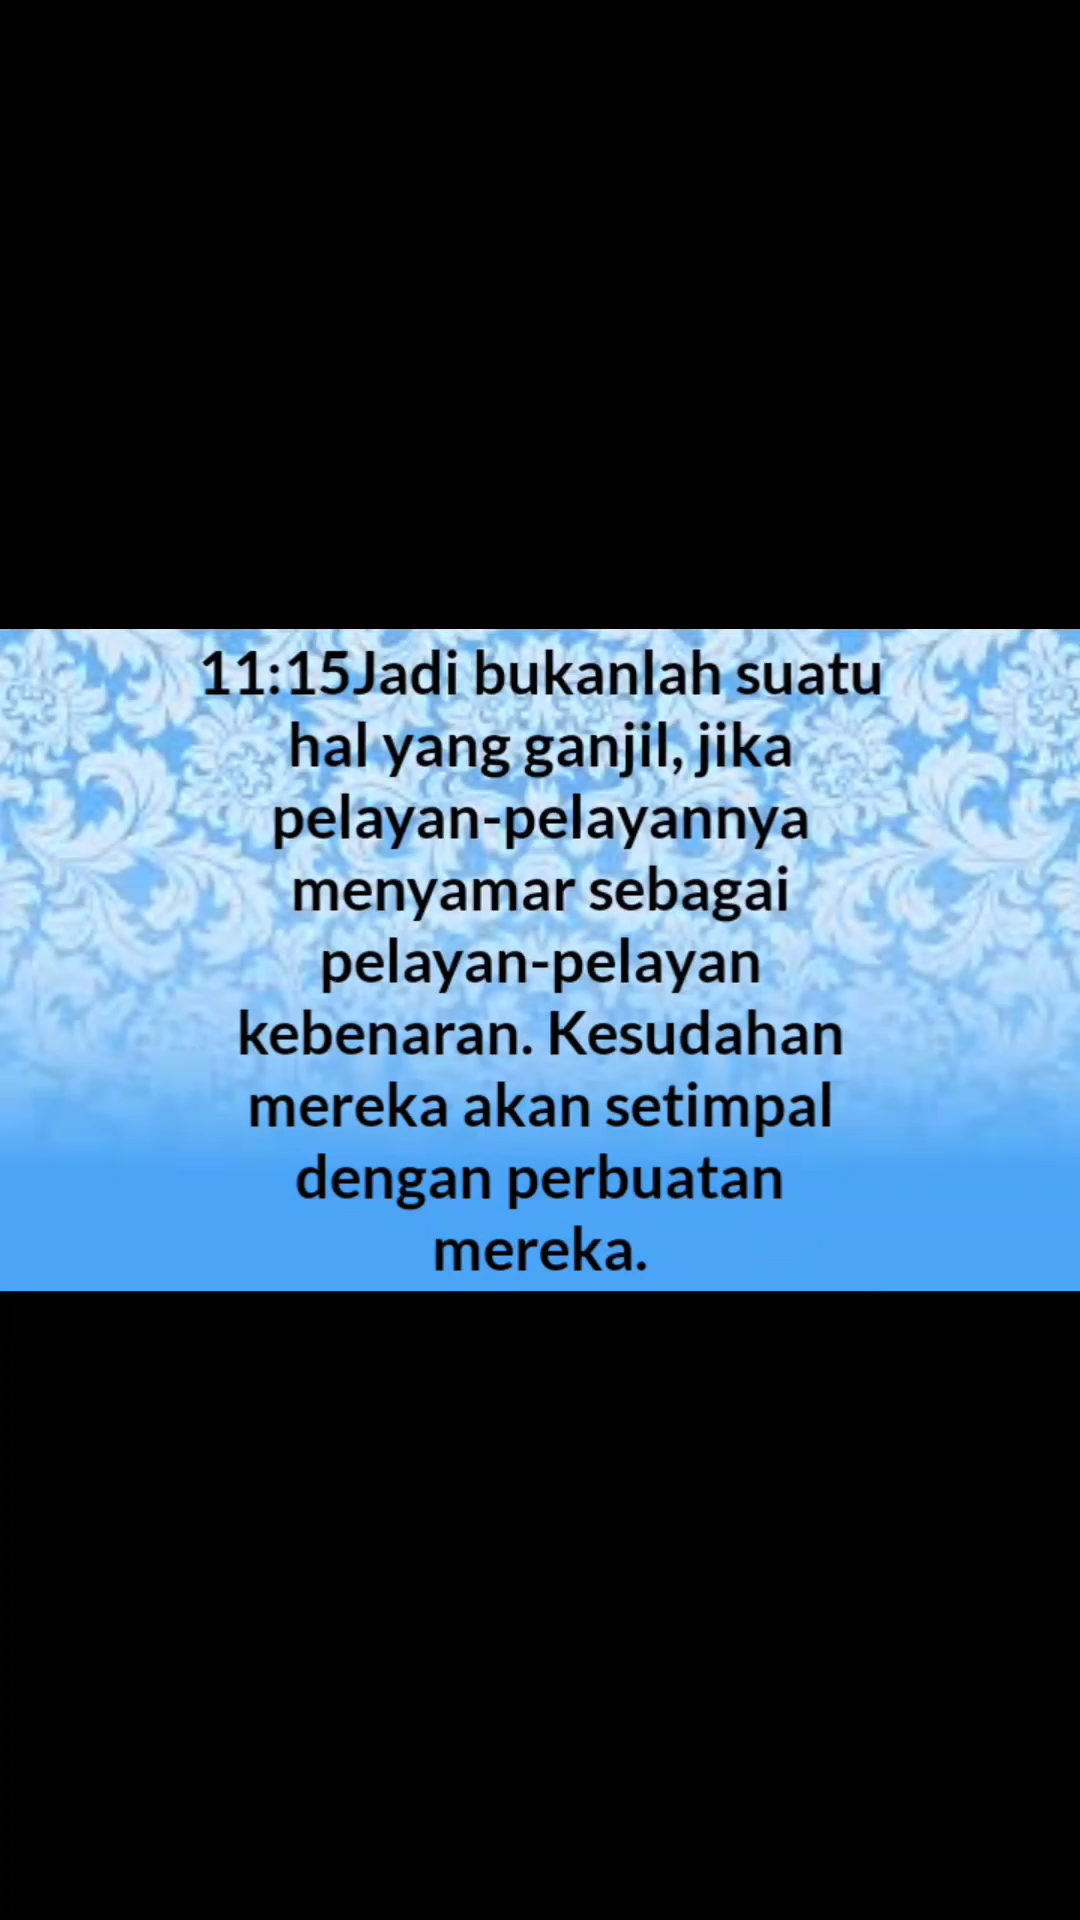 11:15Jadi bukanlah suatu
hal yang ganjil, jika
pelayan-pelayannya
menyamar sebagai
pelayan-pelayan
kebenaran. Kesudahan
mereka akan setimpal
dengan perbuatan
mereka.